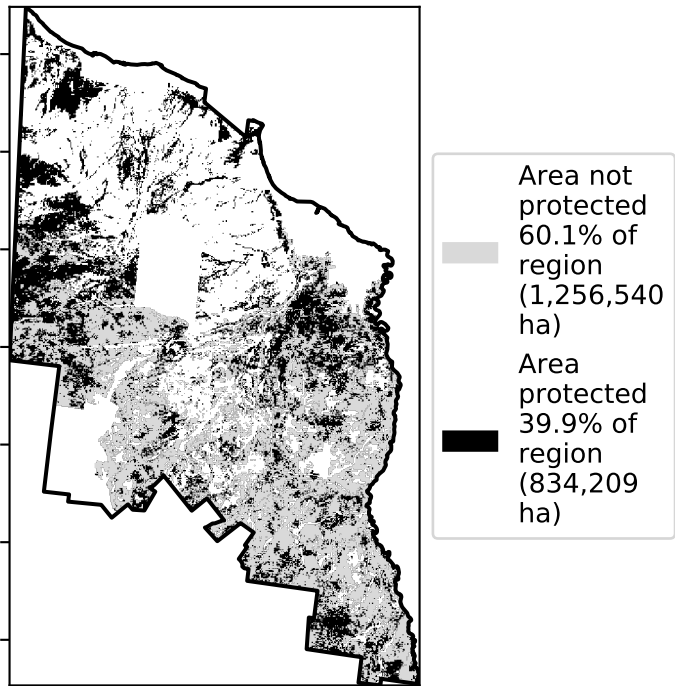 Area not
protected
60.1% of
region
(1,256,540
ha)
Area
protected
39.9% of
region
(834,209
ha)